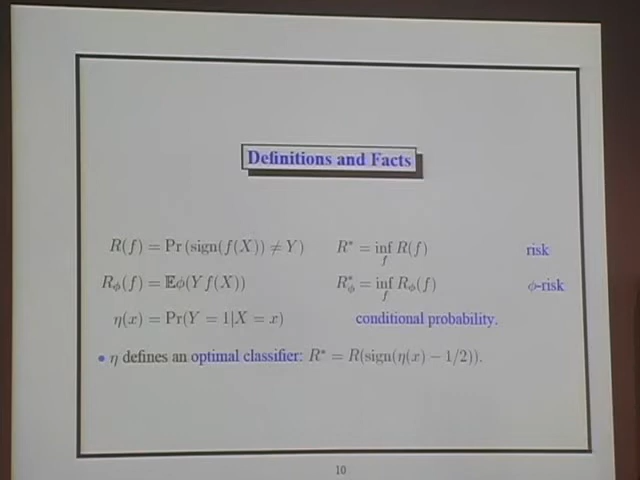 Definitions and Facts
R(f) = Pr (sign(f(X)) ≠ Y) R* = inf_f R(f) risk
R_ϕ(f) = 𝔼ϕ(Y f(X)) R*_ϕ = inf_f R_ϕ(f) ϕ-risk
η(x) = Pr(Y = 1|X = x) conditional probability.
• η defines an optimal classifier: R* = R(sign(η(x) − 1/2)).
10